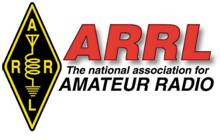 A
R R
L
ARRL
The national association for
AMATEUR RADIO